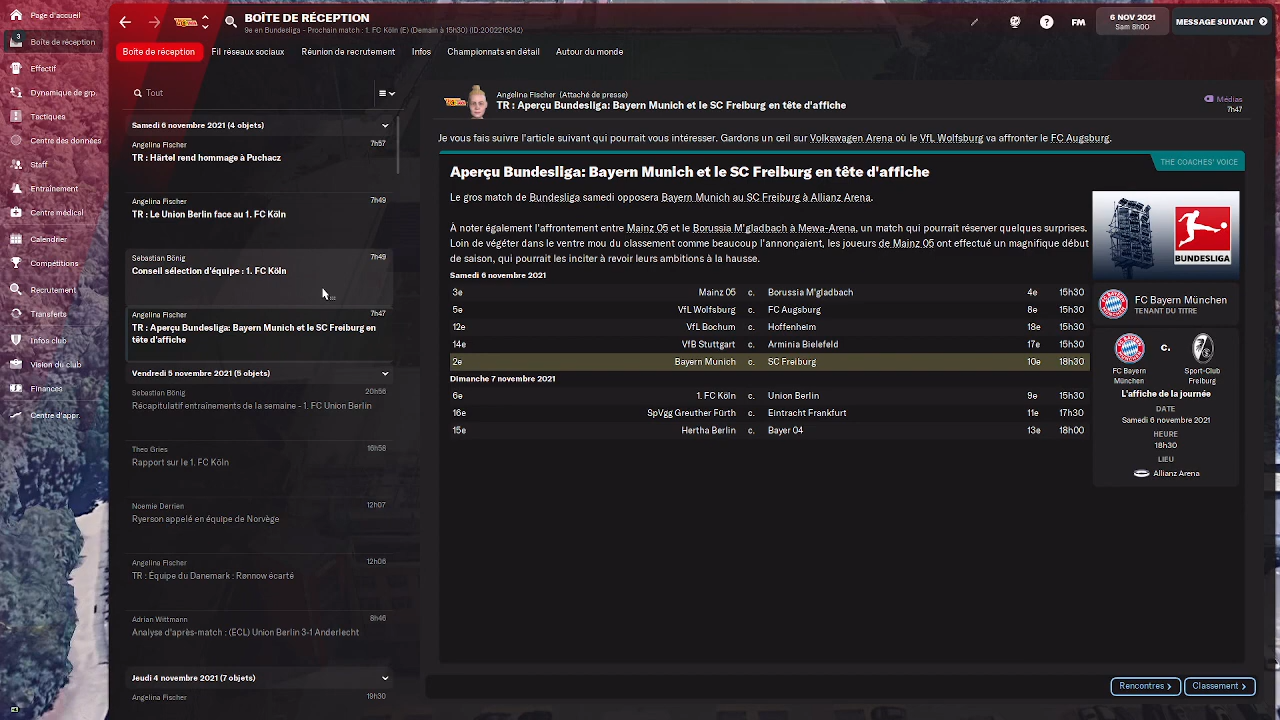 Page d'accueil
3
Boîte de réception
Effectif
Dynamique de grp.
Tactiques
Centre des données
Staff
Entraînement
Centre médical
Calendrier
Compétitions
Recrutement
Transferts
Infos club
Vision du club
Finances
Centre d'appr.
BOÎTE DE RÉCEPTION
9e en Bundesliga - Prochain match : 1. FC Köln (E) (Demain à 15h30) (ID:2002216342)
FM
6 NOV 2021
Sam 8h00
MESSAGE SUIVANT
Boîte de réception
Fil réseaux sociaux
Réunion de recrutement
Infos
Championnats en détail
Autour du monde
Tout
Samedi 6 novembre 2021 (4 objets)
Angelina Fischer 7h57
TR : Härtel rend hommage à Puchacz
Angelina Fischer 7h49
TR : Le Union Berlin face au 1. FC Köln
Sebastian Bönig 7h49
Conseil sélection d'équipe : 1. FC Köln
Angelina Fischer 7h47
TR : Aperçu Bundesliga: Bayern Munich et le SC Freiburg en
tête d'affiche
Vendredi 5 novembre 2021 (5 objets)
Sebastian Bönig 20h56
Récapitulatif entraînements de la semaine - 1. FC Union Berlin
Theo Gries 16h56
Rapport sur le 1. FC Köln
Noemie Derrien 12h07
Ryerson appelé en équipe de Norvège
Angelina Fischer 12h06
TR : Équipe du Danemark : Rønnow écarté
Adrian Wittmann 8h46
Analyse d'après-match : (ECL) Union Berlin 3-1 Anderlecht
Jeudi 4 novembre 2021 (7 objets)
Angelina Fischer 19h30
Angelina Fischer (Attaché de presse)
TR : Aperçu Bundesliga: Bayern Munich et le SC Freiburg en tête d'affiche
Médias
7h47
Je vous fais suivre l'article suivant qui pourrait vous intéresser. Gardons un œil sur Volkswagen Arena où le VfL Wolfsburg va affronter le FC Augsburg.
THE COACHES' VOICE
Aperçu Bundesliga: Bayern Munich et le SC Freiburg en tête d'affiche
Le gros match de Bundesliga samedi opposera Bayern Munich au SC Freiburg à Allianz Arena.
À noter également l'affrontement entre Mainz 05 et le Borussia M'gladbach à Mewa-Arena, un match qui pourrait réserver quelques surprises.
Loin de végéter dans le ventre mou du classement comme beaucoup l'annonçaient, les joueurs de Mainz 05 ont effectué un magnifique début
de saison, qui pourrait les inciter à revoir leurs ambitions à la hausse.
Samedi 6 novembre 2021
3e Mainz 05 c. Borussia M'gladbach 4e 15h30
5e VfL Wolfsburg c. FC Augsburg 8e 15h30
12e VfL Bochum c. Hoffenheim 18e 15h30
14e VfB Stuttgart c. Arminia Bielefeld 17e 15h30
2e Bayern Munich c. SC Freiburg 10e 18h30
Dimanche 7 novembre 2021
6e 1. FC Köln c. Union Berlin 9e 15h30
16e SpVgg Greuther Fürth c. Eintracht Frankfurt 11e 17h30
15e Hertha Berlin c. Bayer 04 13e 18h00
BUNDESLIGA
FC Bayern München
TENANT DU TITRE
c.
FC Bayern
München
Sport-Club
Freiburg
L'affiche de la journée
DATE
Samedi 6 novembre 2021
HEURE
18h30
LIEU
Allianz Arena
Rencontres
Classement